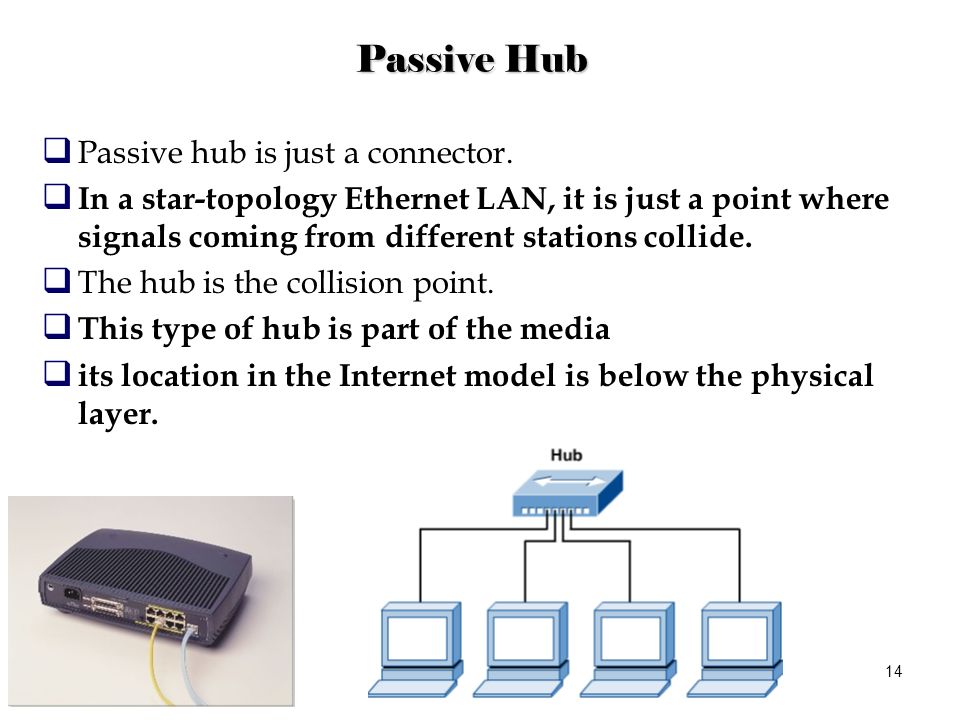 Passive Hub
Passive hub is just a connector.
In a star-topology Ethernet LAN, it is just a point where
signals coming from different stations collide.
The hub is the collision point.
This type of hub is part of the media
its location in the Internet model is below the physical
layer.
Hub
14